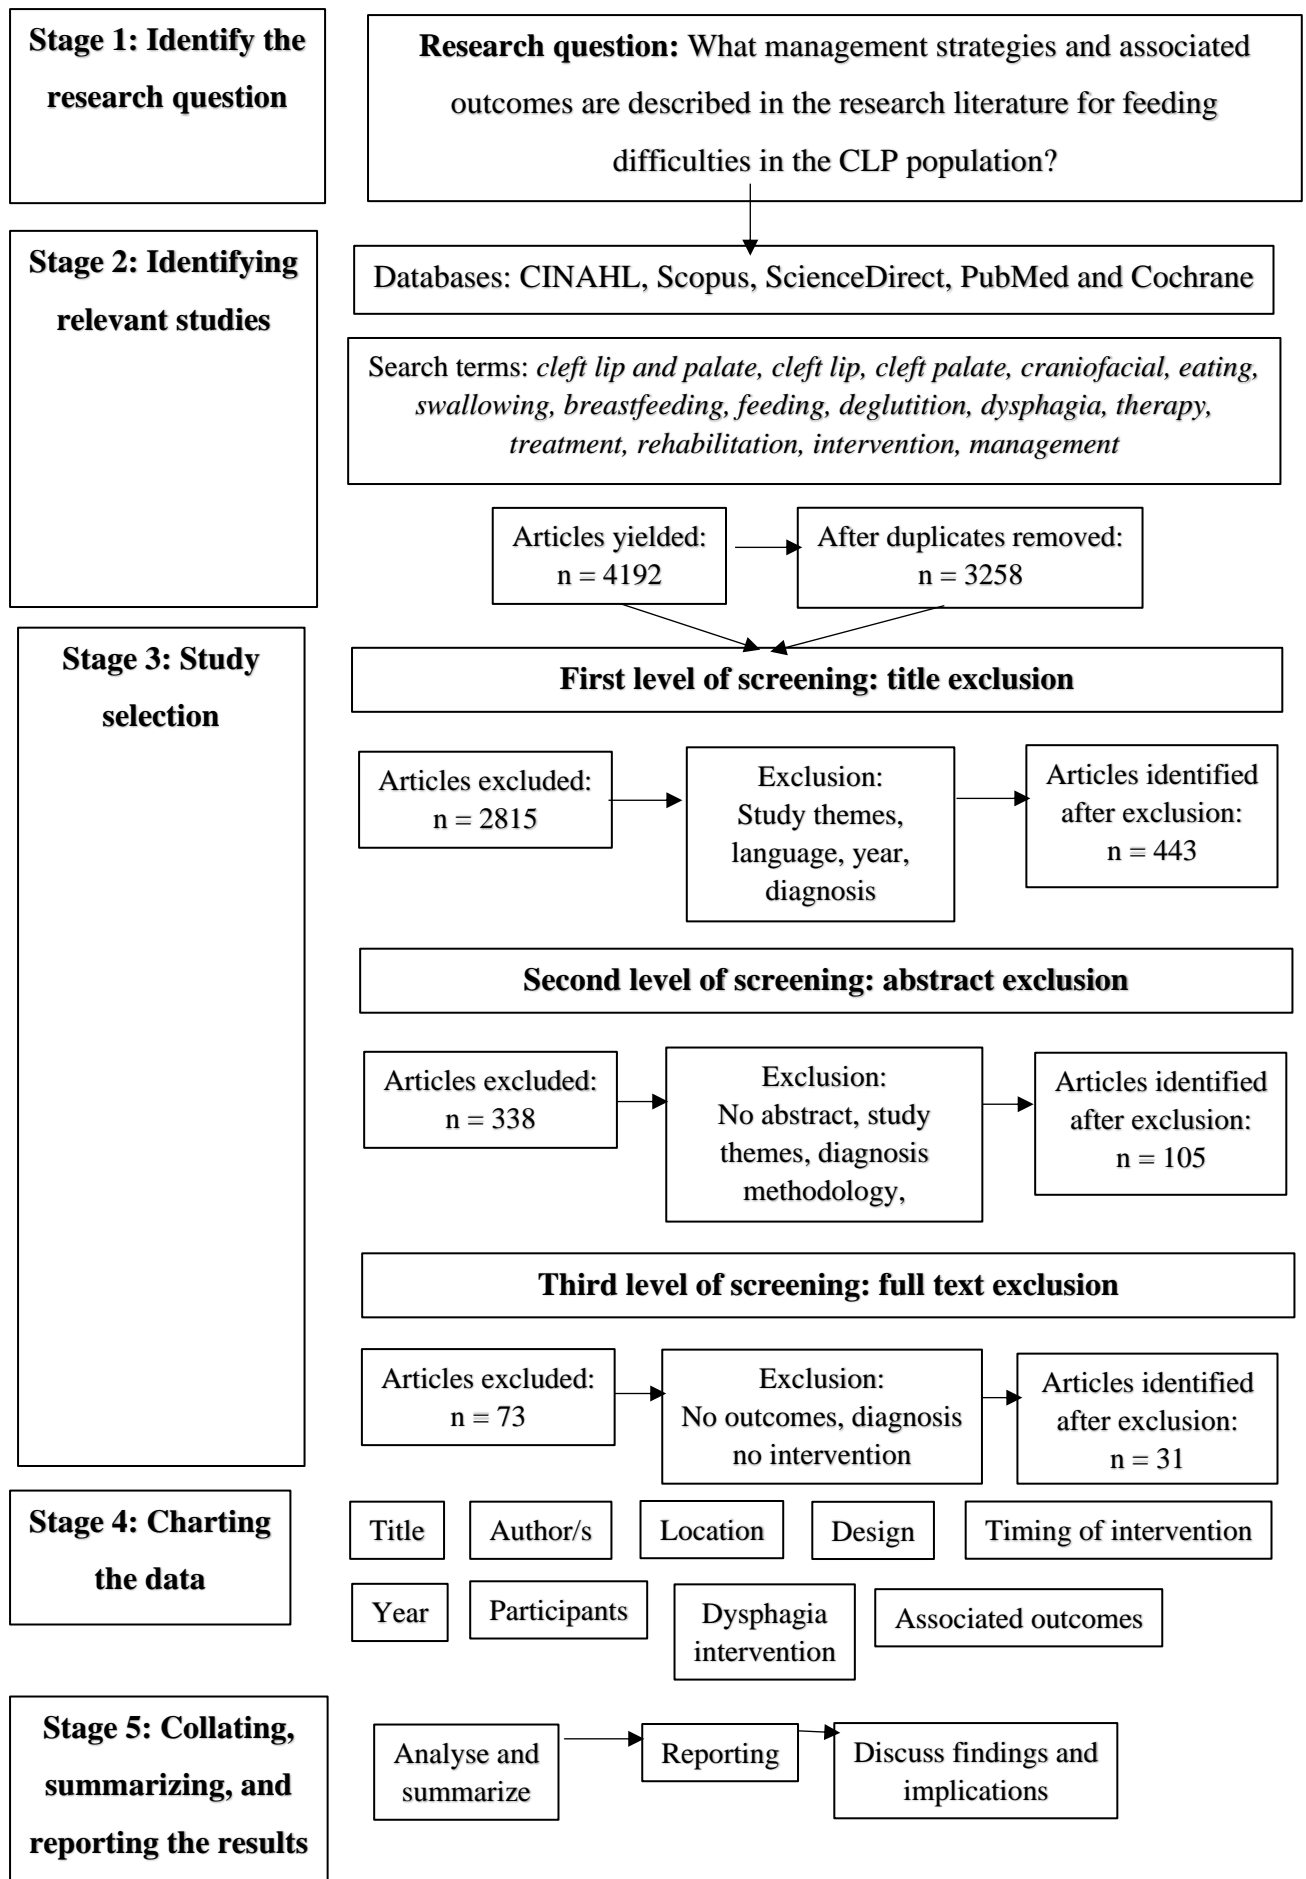 Stage 1: Identify the
research question
Research question: What management strategies and associated
outcomes are described in the research literature for feeding
difficulties in the CLP population?
Stage 2: Identifying
relevant studies
Databases: CINAHL, Scopus, ScienceDirect, PubMed and Cochrane
Search terms: cleft lip and palate, cleft lip, cleft palate, craniofacial, eating,
swallowing, breastfeeding, feeding, deglutition, dysphagia, therapy,
treatment, rehabilitation, intervention, management
Articles yielded:
n = 4192
After duplicates removed:
n = 3258
Stage 3: Study
selection
First level of screening: title exclusion
Articles excluded:
n = 2815
Exclusion:
Study themes,
language, year,
diagnosis
Articles identified
after exclusion:
n = 443
Second level of screening: abstract exclusion
Articles excluded:
n = 338
Exclusion:
No abstract, study
themes, diagnosis
methodology,
Articles identified
after exclusion:
n = 105
Third level of screening: full text exclusion
Articles excluded:
n = 73
Exclusion:
No outcomes, diagnosis
no intervention
Articles identified
after exclusion:
n = 31
Stage 4: Charting
the data
Title
Author/s
Location
Design
Timing of intervention
Year
Participants
Dysphagia
intervention
Associated outcomes
Stage 5: Collating,
summarizing, and
reporting the results
Analyse and
summarize
Reporting
Discuss findings and
implications